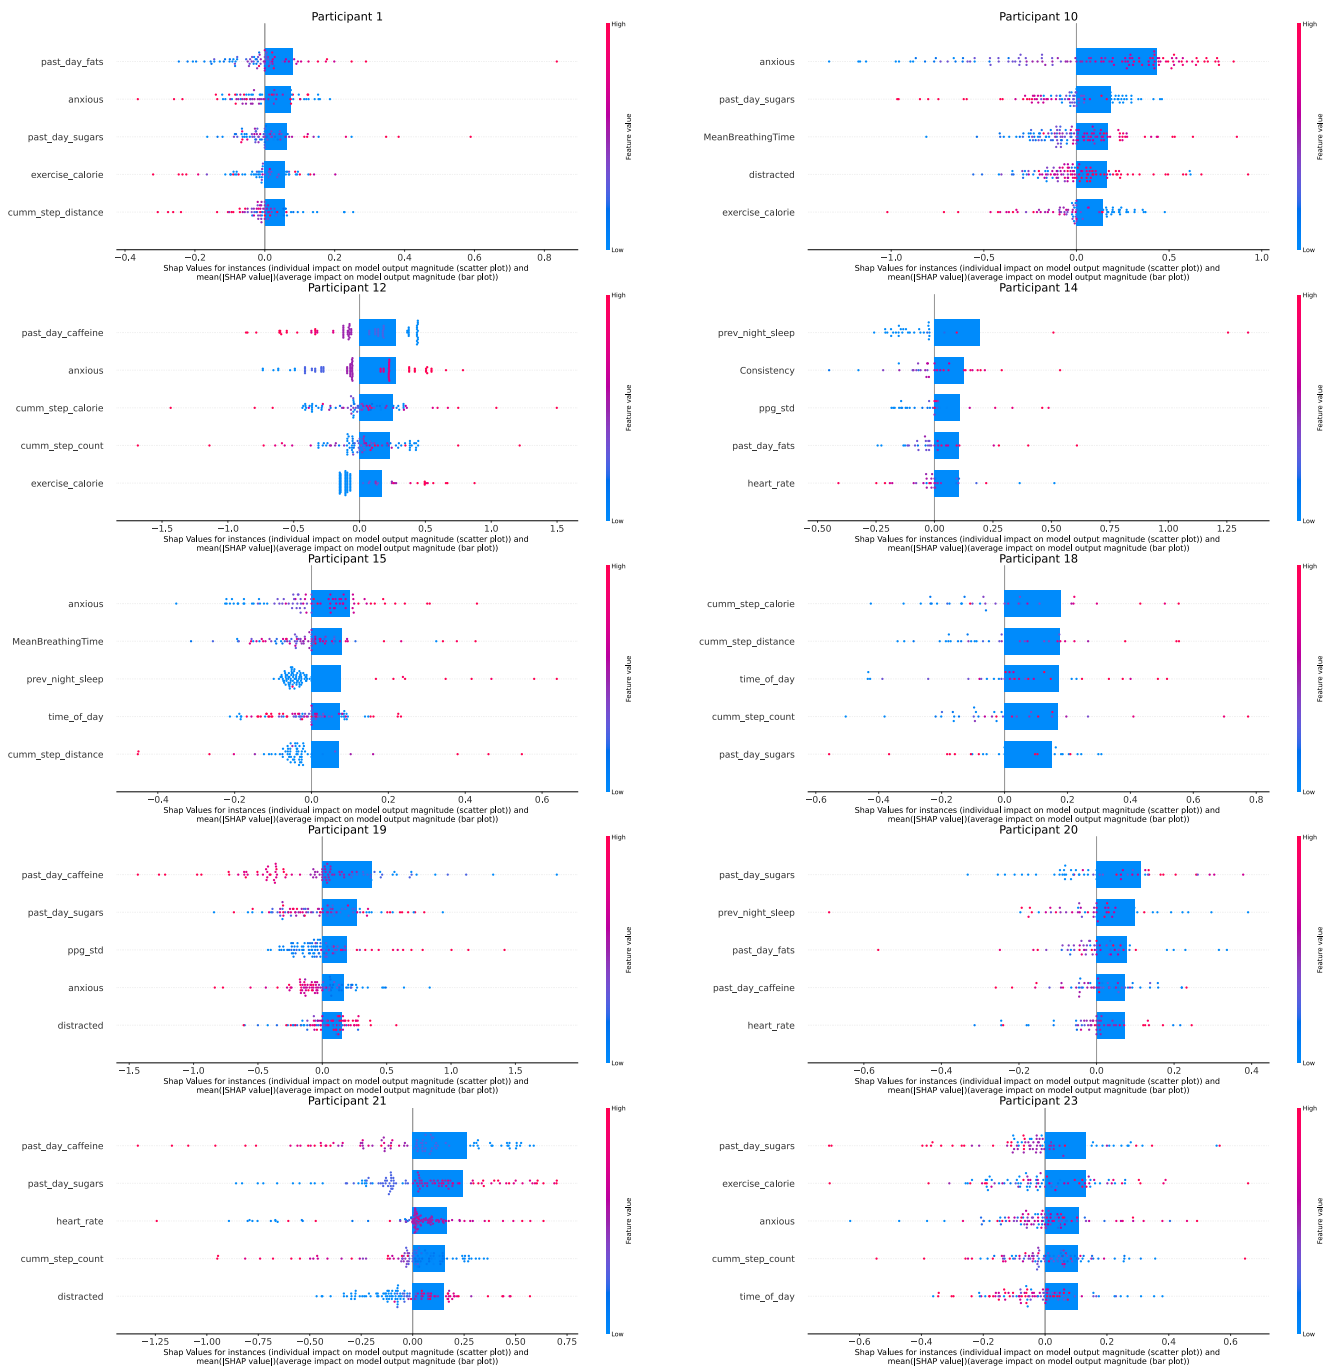 Participant 1
High
past_day_fats
anxious
past_day_sugars
exercise_calorie
cumm_step_distance
Feature value
Low
−0.4 −0.2 0.0 0.2 0.4 0.6 0.8
Shap Values for instances (individual impact on model output magnitude (scatter plot)) and
mean(|SHAP value|)(average impact on model output magnitude (bar plot))
Participant 10
High
anxious
past_day_sugars
MeanBreathingTime
distracted
exercise_calorie
Feature value
Low
−1.0 −0.5 0.0 0.5 1.0
Shap Values for instances (individual impact on model output magnitude (scatter plot)) and
mean(|SHAP value|)(average impact on model output magnitude (bar plot))
Participant 12
High
past_day_caffeine
anxious
cumm_step_calorie
cumm_step_count
exercise_calorie
Feature value
Low
−1.5 −1.0 −0.5 0.0 0.5 1.0 1.5
Shap Values for instances (individual impact on model output magnitude (scatter plot)) and
mean(|SHAP value|)(average impact on model output magnitude (bar plot))
Participant 14
High
prev_night_sleep
Consistency
ppg_std
past_day_fats
heart_rate
Feature value
Low
−0.50 −0.25 0.00 0.25 0.50 0.75 1.00 1.25
Shap Values for instances (individual impact on model output magnitude (scatter plot)) and
mean(|SHAP value|)(average impact on model output magnitude (bar plot))
Participant 15
High
anxious
MeanBreathingTime
prev_night_sleep
time_of_day
cumm_step_distance
Feature value
Low
−0.4 −0.2 0.0 0.2 0.4 0.6
Shap Values for instances (individual impact on model output magnitude (scatter plot)) and
mean(|SHAP value|)(average impact on model output magnitude (bar plot))
Participant 18
High
cumm_step_calorie
cumm_step_distance
time_of_day
cumm_step_count
past_day_sugars
Feature value
Low
−0.6 −0.4 −0.2 0.0 0.2 0.4 0.6 0.8
Shap Values for instances (individual impact on model output magnitude (scatter plot)) and
mean(|SHAP value|)(average impact on model output magnitude (bar plot))
Participant 19
High
past_day_caffeine
past_day_sugars
ppg_std
anxious
distracted
Feature value
Low
−1.5 −1.0 −0.5 0.0 0.5 1.0 1.5
Shap Values for instances (individual impact on model output magnitude (scatter plot)) and
mean(|SHAP value|)(average impact on model output magnitude (bar plot))
Participant 20
High
past_day_sugars
prev_night_sleep
past_day_fats
past_day_caffeine
heart_rate
Feature value
Low
−0.6 −0.4 −0.2 0.0 0.2 0.4
Shap Values for instances (individual impact on model output magnitude (scatter plot)) and
mean(|SHAP value|)(average impact on model output magnitude (bar plot))
Participant 21
High
past_day_caffeine
past_day_sugars
heart_rate
cumm_step_count
distracted
Feature value
Low
−1.25 −1.00 −0.75 −0.50 −0.25 0.00 0.25 0.50 0.75
Shap Values for instances (individual impact on model output magnitude (scatter plot)) and
mean(|SHAP value|)(average impact on model output magnitude (bar plot))
Participant 23
High
past_day_sugars
exercise_calorie
anxious
cumm_step_count
time_of_day
Feature value
Low
−0.6 −0.4 −0.2 0.0 0.2 0.4 0.6
Shap Values for instances (individual impact on model output magnitude (scatter plot)) and
mean(|SHAP value|)(average impact on model output magnitude (bar plot))